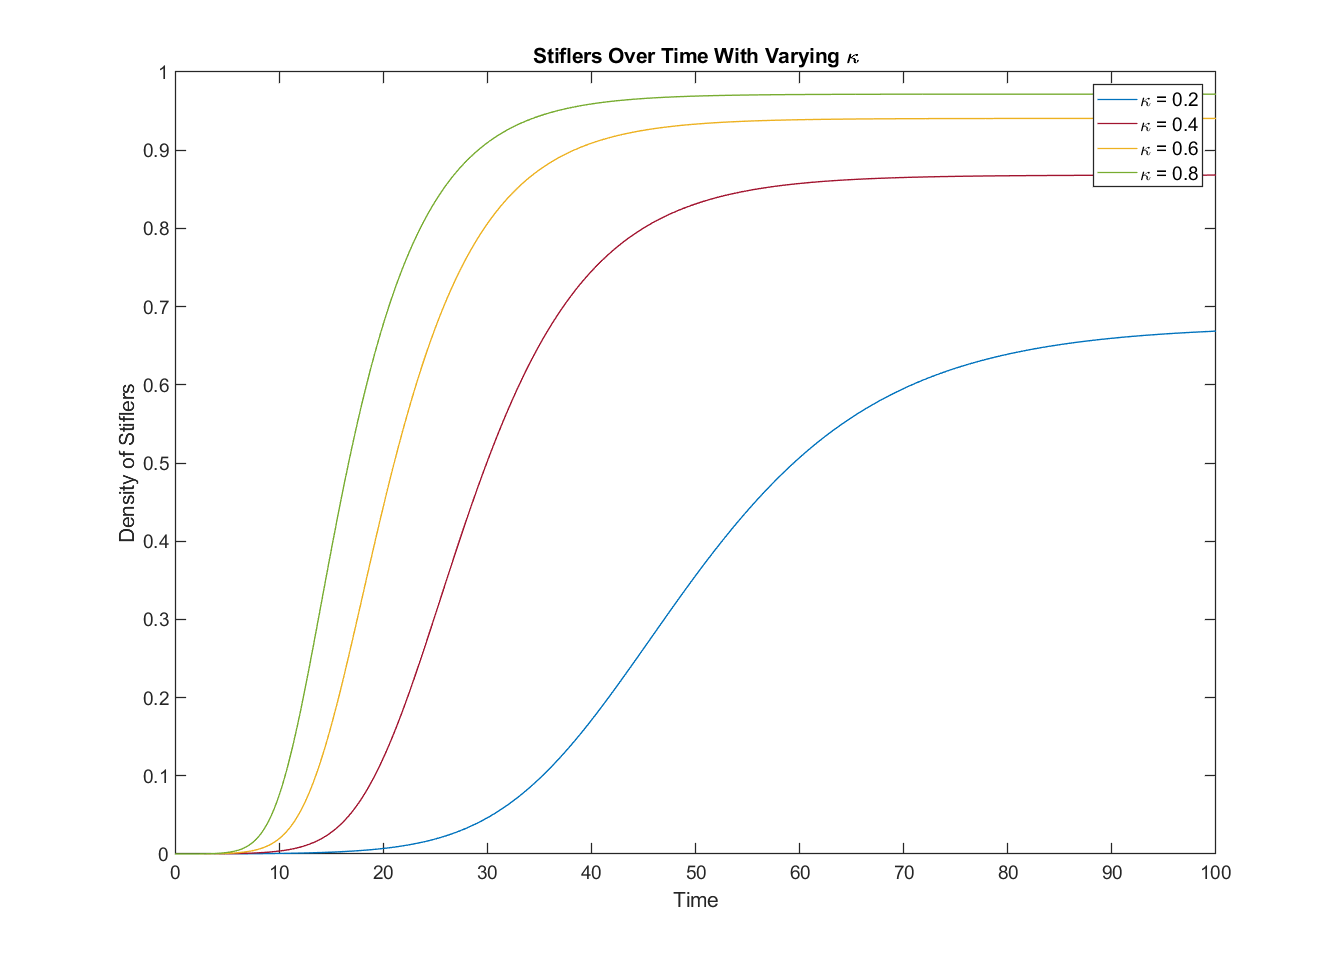 Stiflers Over Time With Varying κ
1
0.9
0.8
0.7
0.6
0.5
0.4
0.3
0.2
0.1
0
Density of Stiflers
κ = 0.2
κ = 0.4
κ = 0.6
κ = 0.8
0 10 20 30 40 50 60 70 80 90 100
Time